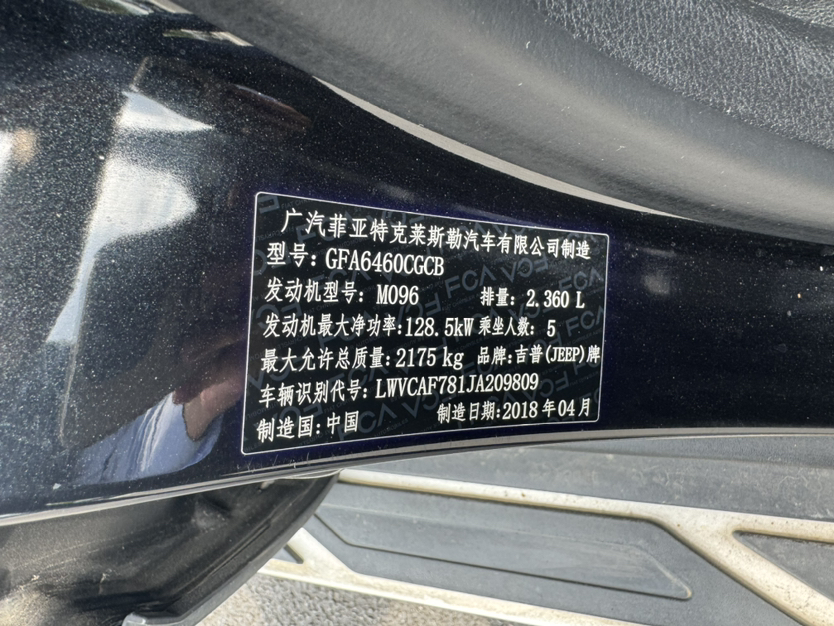 广汽菲亚特克莱斯勒汽车有限公司制造
型号: GFA6460CGCB
发动机型号: M096 排量: 2.360 L
发动机最大净功率:128.5kW 乘坐人数: 5
最大允许总质量:2175 kg 品牌:吉普(JEEP)牌
车辆识别代号: LWVCAF781JA209809
制造国:中国 制造日期:2018年04月